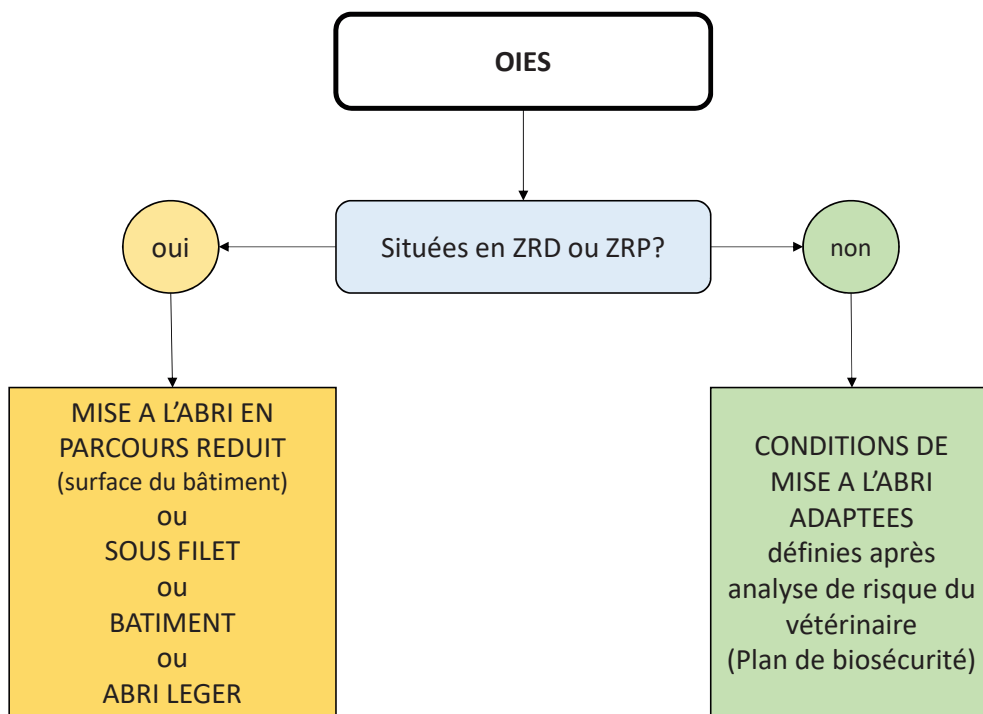 OIES
Situées en ZRD ou ZRP?
oui
non
MISE A L’ABRI EN
PARCOURS REDUIT
(surface du bâtiment)
ou
SOUS FILET
ou
BATIMENT
ou
ABRI LEGER
CONDITIONS DE
MISE A L’ABRI
ADAPTEES
définies après
analyse de risque du
vétérinaire
(Plan de biosécurité)